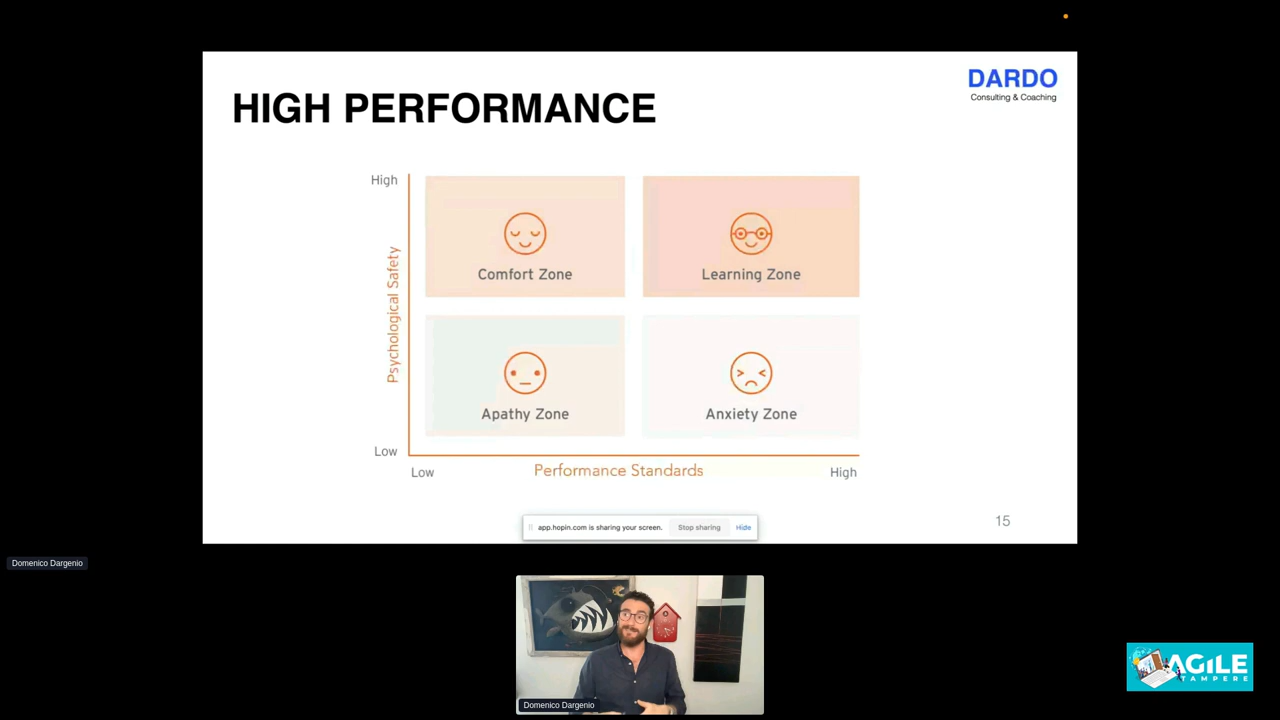 DARDO
Consulting & Coaching
HIGH PERFORMANCE
High
Psychological Safety
Comfort Zone
Learning Zone
Apathy Zone
Anxiety Zone
Low
Low
Performance Standards
High
app.hopin.com is sharing your screen.
Stop sharing
Hide
15
Domenico Dargenio
Domenico Dargenio
AGILE
TAMPERE